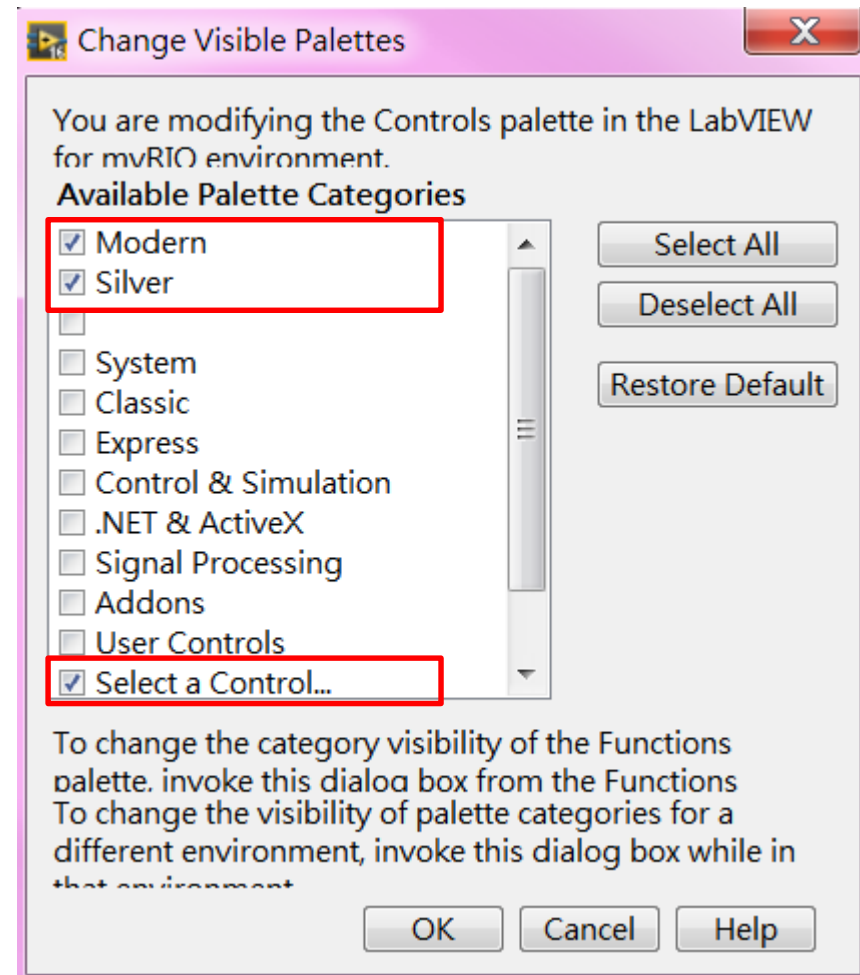 Change Visible Palettes
You are modifying the Controls palette in the LabVIEW
for myRIO environment.
Available Palette Categories
Modern
Silver
System
Classic
Express
Control & Simulation
.NET & ActiveX
Signal Processing
Addons
User Controls
Select a Control...
Select All
Deselect All
Restore Default
To change the category visibility of the Functions
palette, invoke this dialog box from the Functions
To change the visibility of palette categories for a
different environment, invoke this dialog box while in
that environment
OK
Cancel
Help